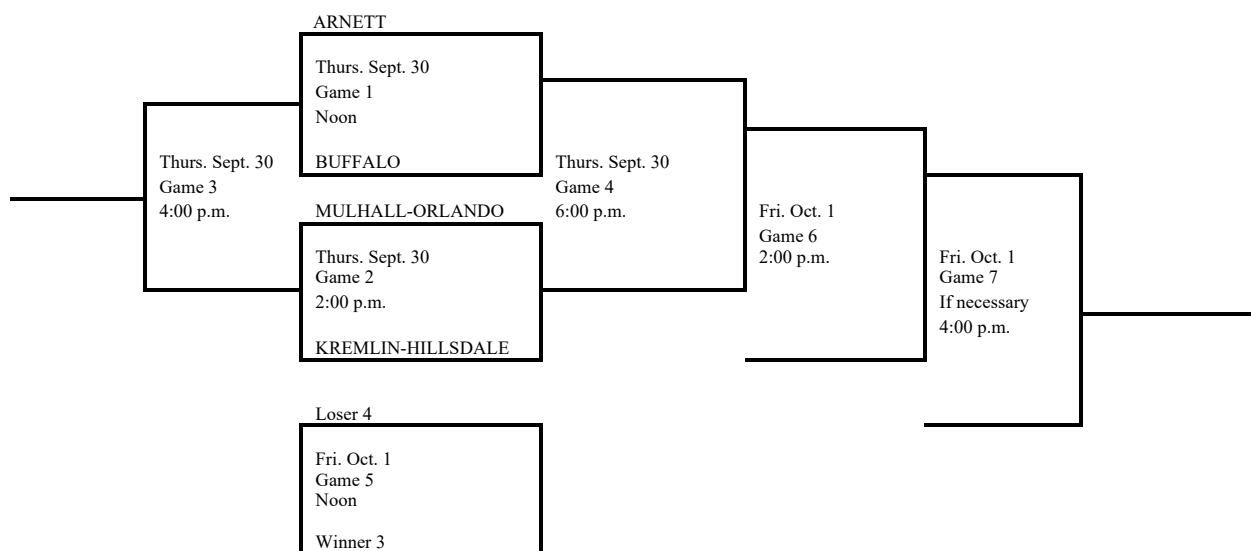 ARNETT
Thurs. Sept. 30
Game 1
Noon
BUFFALO
Thurs. Sept. 30
Game 3
4:00 p.m.
Thurs. Sept. 30
Game 4
6:00 p.m.
MULHALL-ORLANDO
Thurs. Sept. 30
Game 2
2:00 p.m.
KREMLIN-HILLSDALE
Fri. Oct. 1
Game 6
2:00 p.m.
Fri. Oct. 1
Game 7
If necessary
4:00 p.m.
Loser 4
Fri. Oct. 1
Game 5
Noon
Winner 3